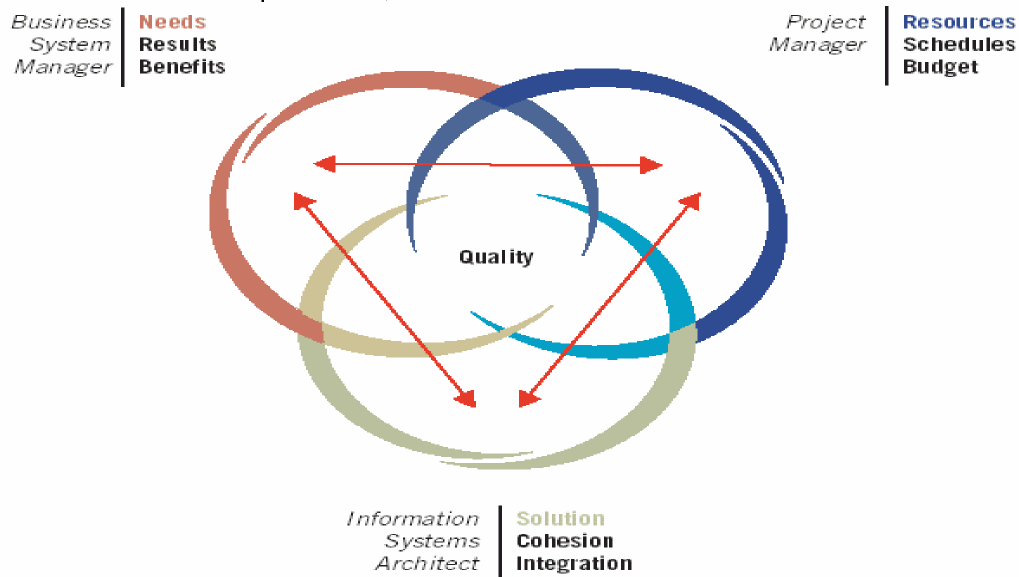 Business
System
Manager
Needs
Results
Benefits
Project
Manager
Resources
Schedules
Budget
Quality
Information
Systems
Architect
Solution
Cohesion
Integration